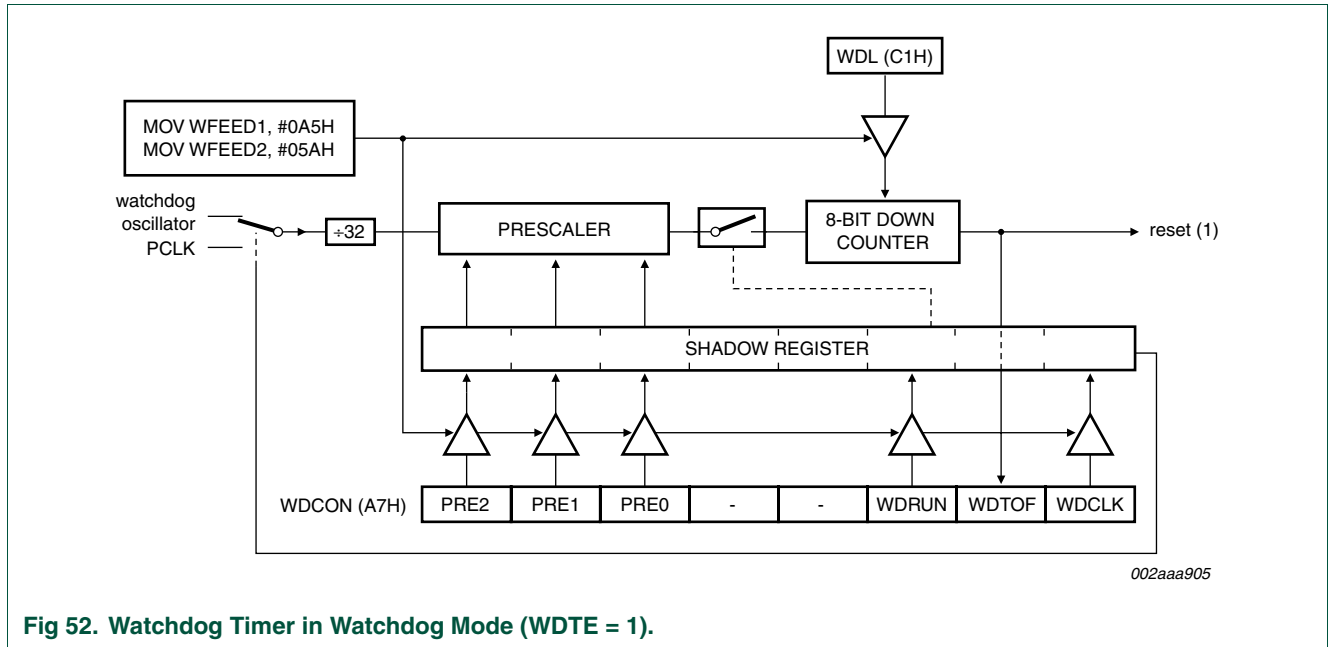 WDL (C1H)
MOV WFEED1, #0A5H
MOV WFEED2, #05AH
watchdog
oscillator
PCLK
÷32
PRESCALER
8-BIT DOWN
COUNTER
reset (1)
SHADOW REGISTER
WDCON (A7H)
PRE2
PRE1
PRE0
-
-
WDRUN
WDTOF
WDCLK
002aaa905
Fig 52. Watchdog Timer in Watchdog Mode (WDTE = 1).